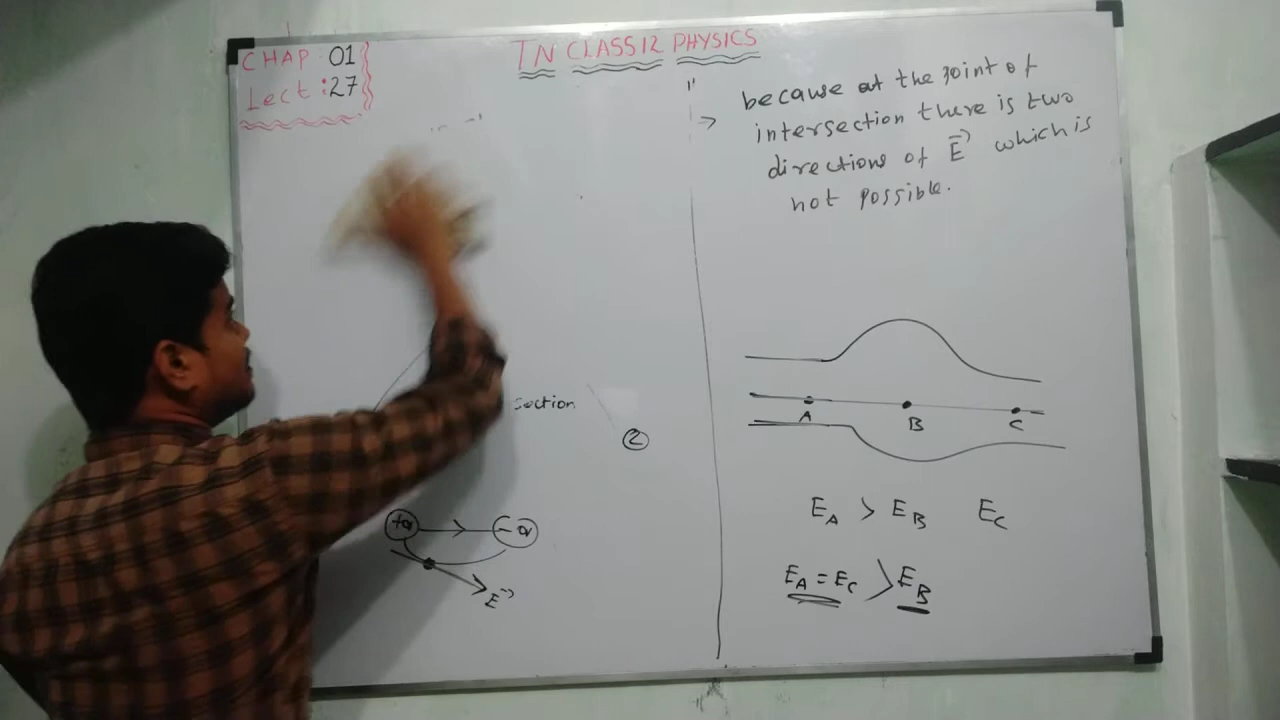 CHAP 01
Lect : 27
TN CLASS 12 PHYSICS
because at the Joint of
intersection there is two
directions of E⃗ which is
not possible.
section
2
+q
-q
E⃗
A
B
C
E_A > E_B E_C
E_A = E_C > E_B